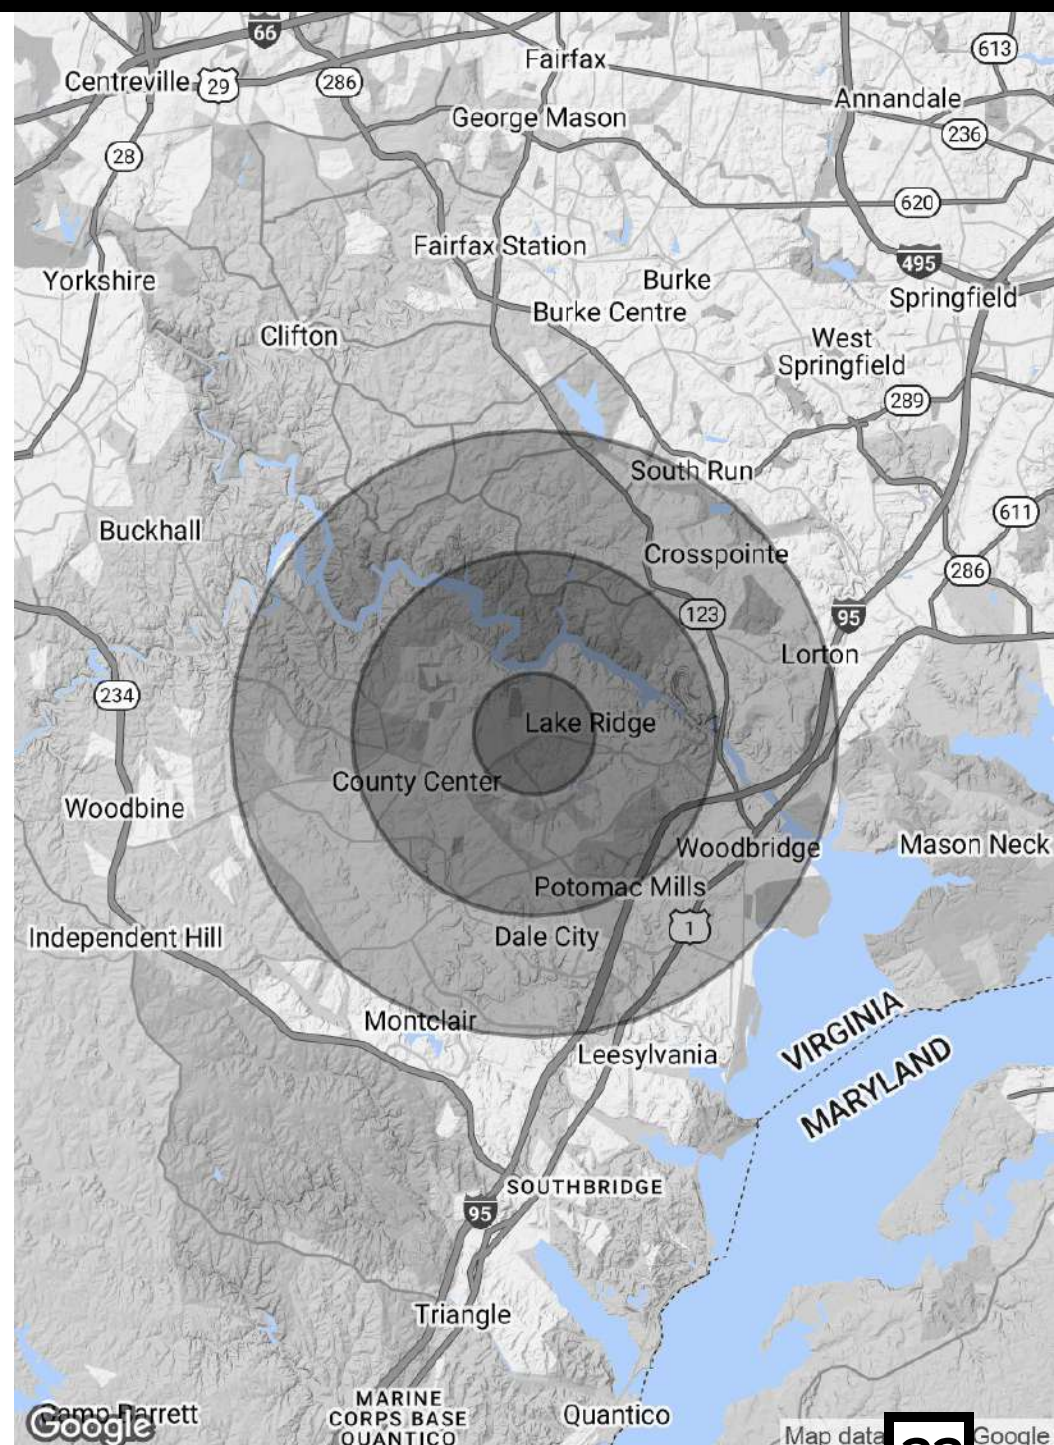 66
Fairfax
613
Centreville
29
286
Annandale
George Mason
236
28
620
Fairfax Station
495
Yorkshire
Burke
Springfield
Burke Centre
Clifton
West
Springfield
289
South Run
611
Buckhall
Crosspointe
286
123
95
Lorton
234
Lake Ridge
County Center
Woodbine
Woodbridge
Mason Neck
Potomac Mills
1
Independent Hill
Dale City
Montclair
VIRGINIA
Leesylvania
MARYLAND
SOUTHBRIDGE
95
Triangle
MARINE
CORPS BASE
QUANTICO
Camp Barrett
Quantico
Google
Map data
Google